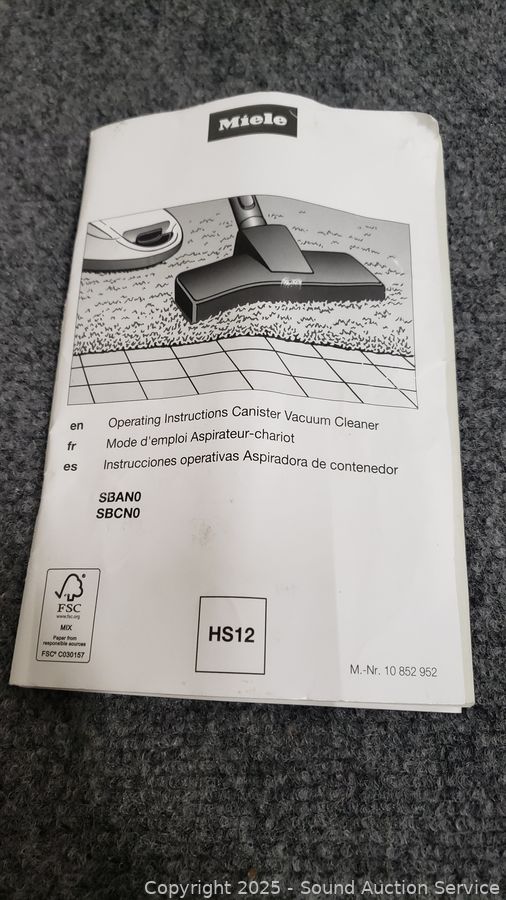 Miele
en Operating Instructions Canister Vacuum Cleaner
fr Mode d'emploi Aspirateur-chariot
es Instrucciones operativas Aspiradora de contenedor
SBAN0
SBCN0
FSC
www.fsc.org
MIX
Paper from
responsible sources
FSC® C030157
HS12
M.-Nr. 10 852 952
Copyright 2025 - Sound Auction Service